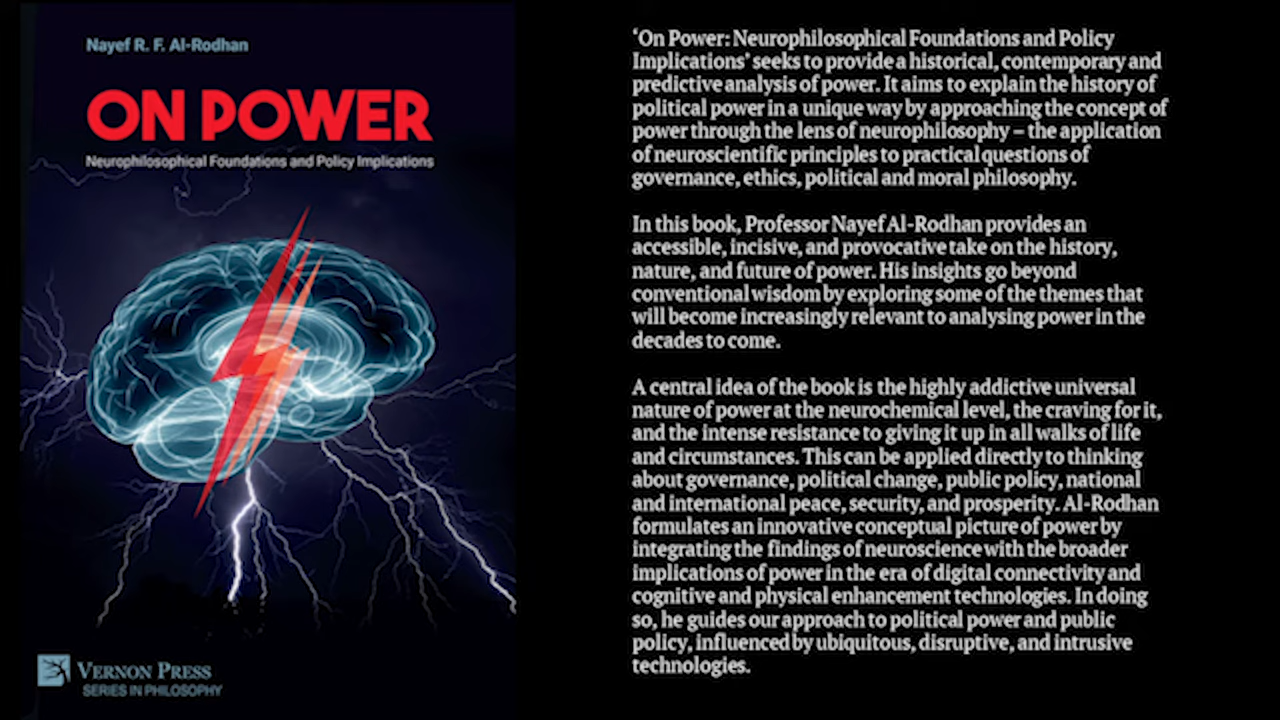 Nayef R. F. Al-Rodhan
ON POWER
Neurophilosophical Foundations and Policy Implications
VERNON PRESS
SERIES IN PHILOSOPHY
‘On Power: Neurophilosophical Foundations and Policy
Implications’ seeks to provide a historical, contemporary and
predictive analysis of power. It aims to explain the history of
political power in a unique way by approaching the concept of
power through the lens of neurophilosophy – the application
of neuroscientific principles to practical questions of
governance, ethics, political and moral philosophy.
In this book, Professor Nayef Al-Rodhan provides an
accessible, incisive, and provocative take on the history,
nature, and future of power. His insights go beyond
conventional wisdom by exploring some of the themes that
will become increasingly relevant to analysing power in the
decades to come.
A central idea of the book is the highly addictive universal
nature of power at the neurochemical level, the craving for it,
and the intense resistance to giving it up in all walks of life
and circumstances. This can be applied directly to thinking
about governance, political change, public policy, national
and international peace, security, and prosperity. Al-Rodhan
formulates an innovative conceptual picture of power by
integrating the findings of neuroscience with the broader
implications of power in the era of digital connectivity and
cognitive and physical enhancement technologies. In doing
so, he guides our approach to political power and public
policy, influenced by ubiquitous, disruptive, and intrusive
technologies.